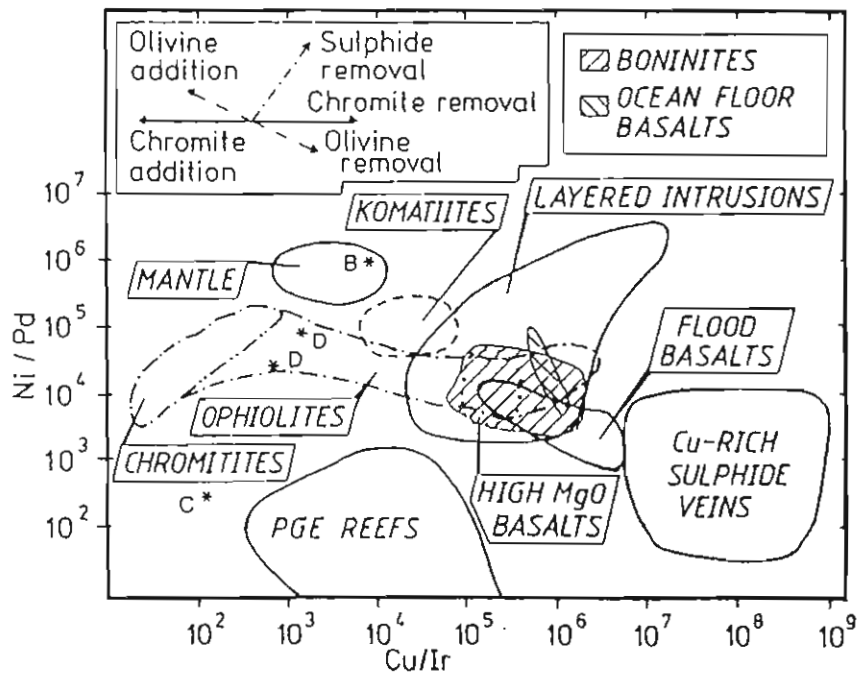 Olivine addition
Sulphide removal
Chromite removal
Chromite addition
Olivine removal
BONINITES
OCEAN FLOOR BASALTS
KOMATIITES
LAYERED INTRUSIONS
MANTLE
B *
* D
* D
FLOOD BASALTS
OPHIOLITES
CHROMITITES
C *
PGE REEFS
HIGH MgO BASALTS
Cu-RICH SULPHIDE VEINS
Ni / Pd
10^7
10^6
10^5
10^4
10^3
10^2
10^2 10^3 10^4 10^5 10^6 10^7 10^8 10^9
Cu/Ir